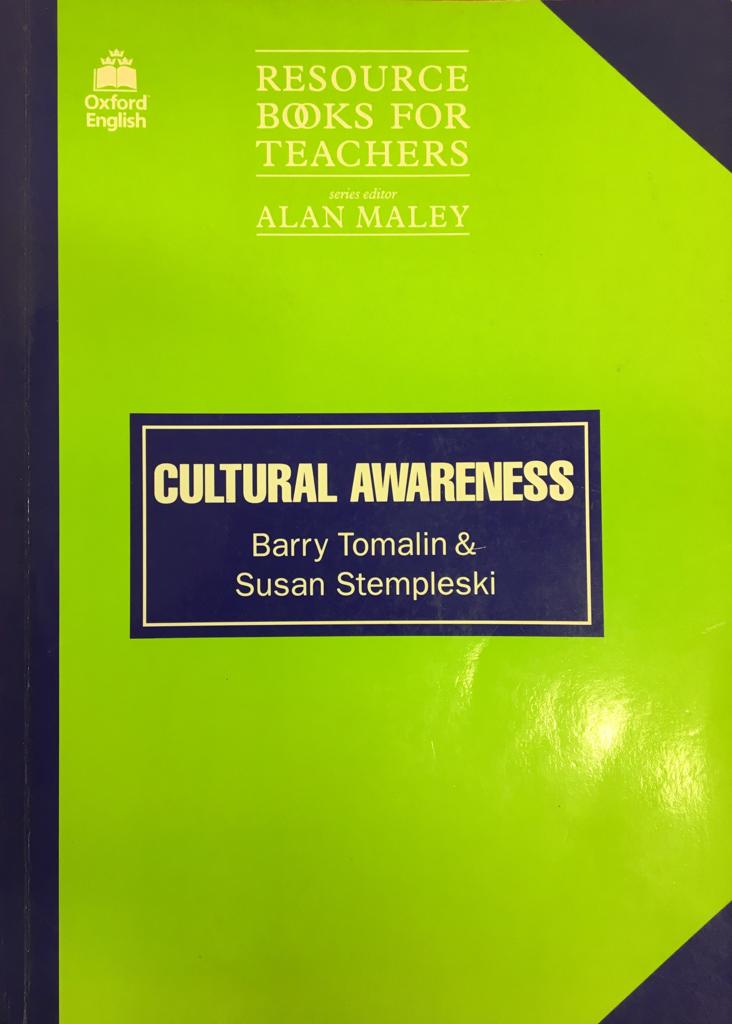 Oxford
English
RESOURCE
BOOKS FOR
TEACHERS
series editor
ALAN MALEY
CULTURAL AWARENESS
Barry Tomalin &
Susan Stempleski